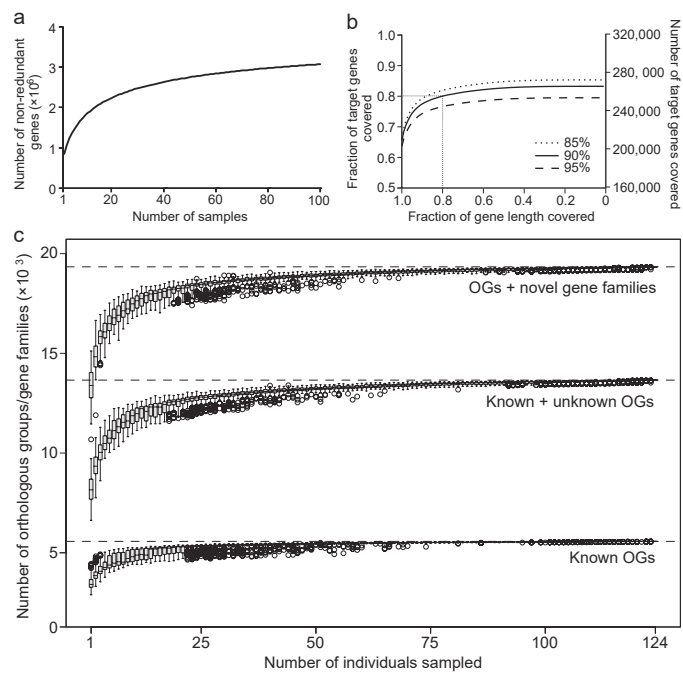 a
Number of non-redundant
genes (×10⁶)
4
3
2
1
0
1
20
40
60
80
100
Number of samples
b
Fraction of target genes
covered
1.0
0.9
0.8
0.7
0.6
0.5
320,000
280,000
240,000
200,000
160,000
Number of target genes covered
85%
90%
95%
1.0
0.8
0.6
0.4
0.2
0
Fraction of gene length covered
c
Number of orthologous groups/gene families (×10 ³)
20
15
10
5
0
OGs + novel gene families
Known + unknown OGs
Known OGs
1
25
50
75
100
124
Number of individuals sampled